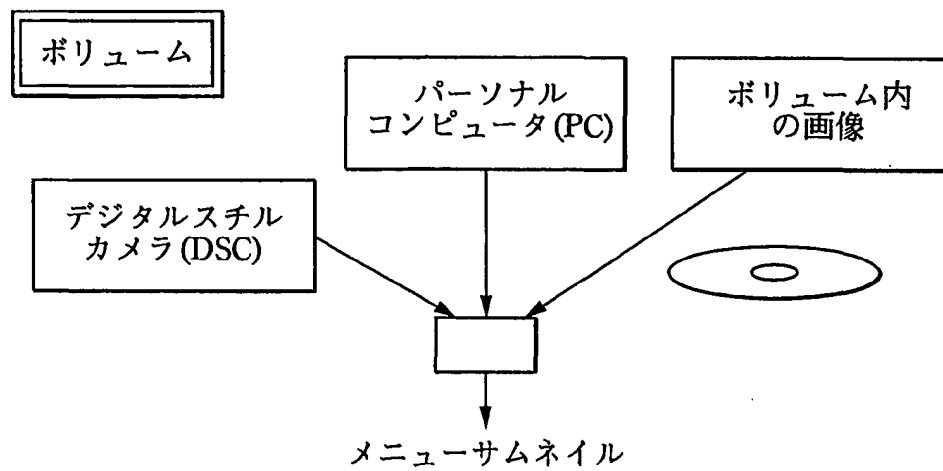 ボリューム
パーソナル
コンピュータ(PC)
ボリューム内
の画像
デジタルスチル
カメラ(DSC)
メニューサムネイル